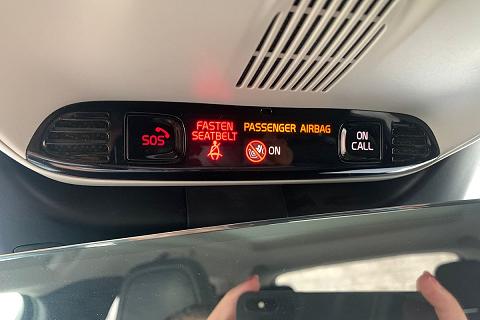 SOS
FASTEN
SEATBELT
PASSENGER AIRBAG
ON
ON
CALL